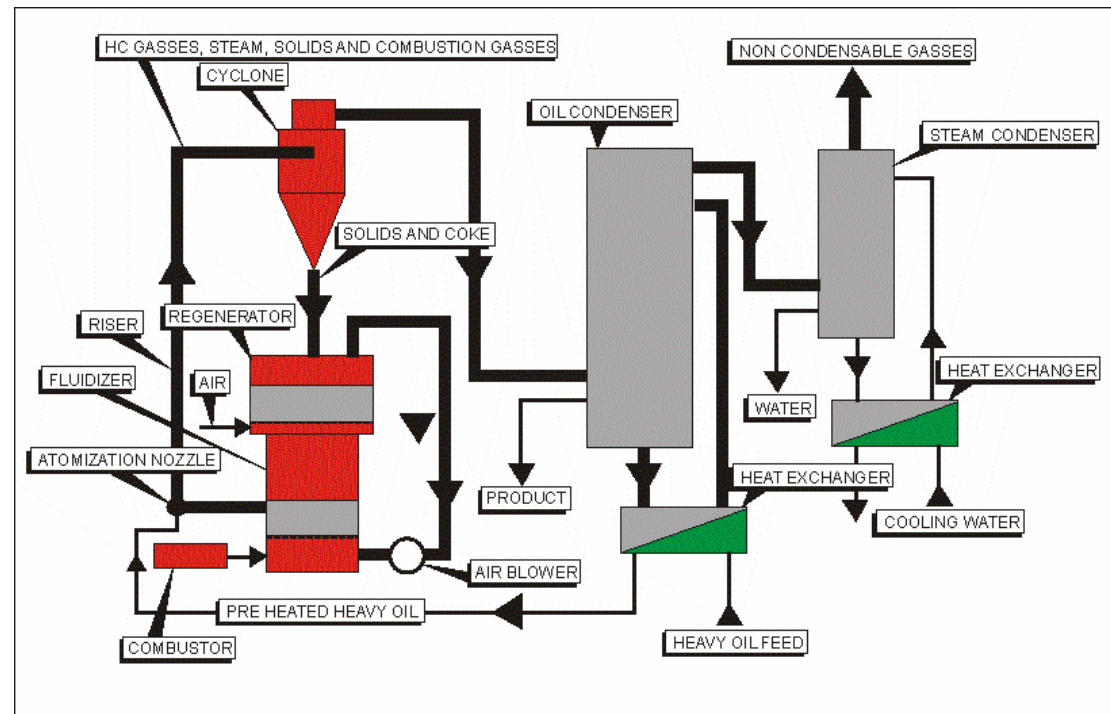 HC GASSES, STEAM, SOLIDS AND COMBUSTION GASSES
NON CONDENSABLE GASSES
CYCLONE
OIL CONDENSER
STEAM CONDENSER
SOLIDS AND COKE
REGENERATOR
RISER
FLUIDIZER
AIR
HEAT EXCHANGER
WATER
ATOMIZATION NOZZLE
HEAT EXCHANGER
PRODUCT
COOLING WATER
AIR BLOWER
PRE HEATED HEAVY OIL
COMBUSTOR
HEAVY OIL FEED